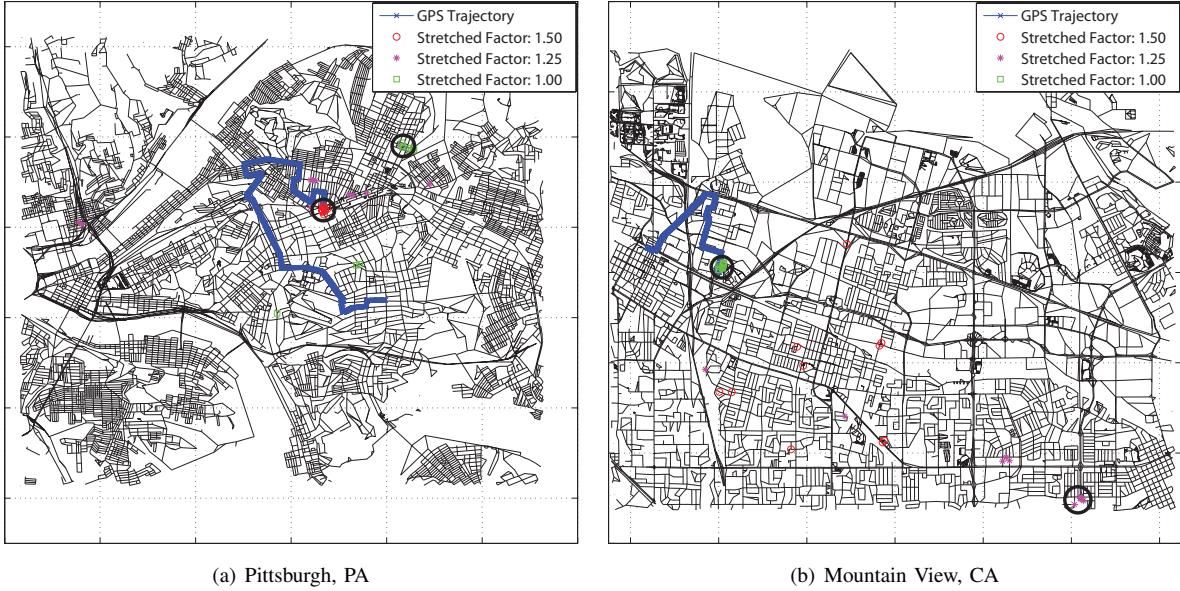 GPS Trajectory
Stretched Factor: 1.50
Stretched Factor: 1.25
Stretched Factor: 1.00
(a) Pittsburgh, PA
GPS Trajectory
Stretched Factor: 1.50
Stretched Factor: 1.25
Stretched Factor: 1.00
(b) Mountain View, CA